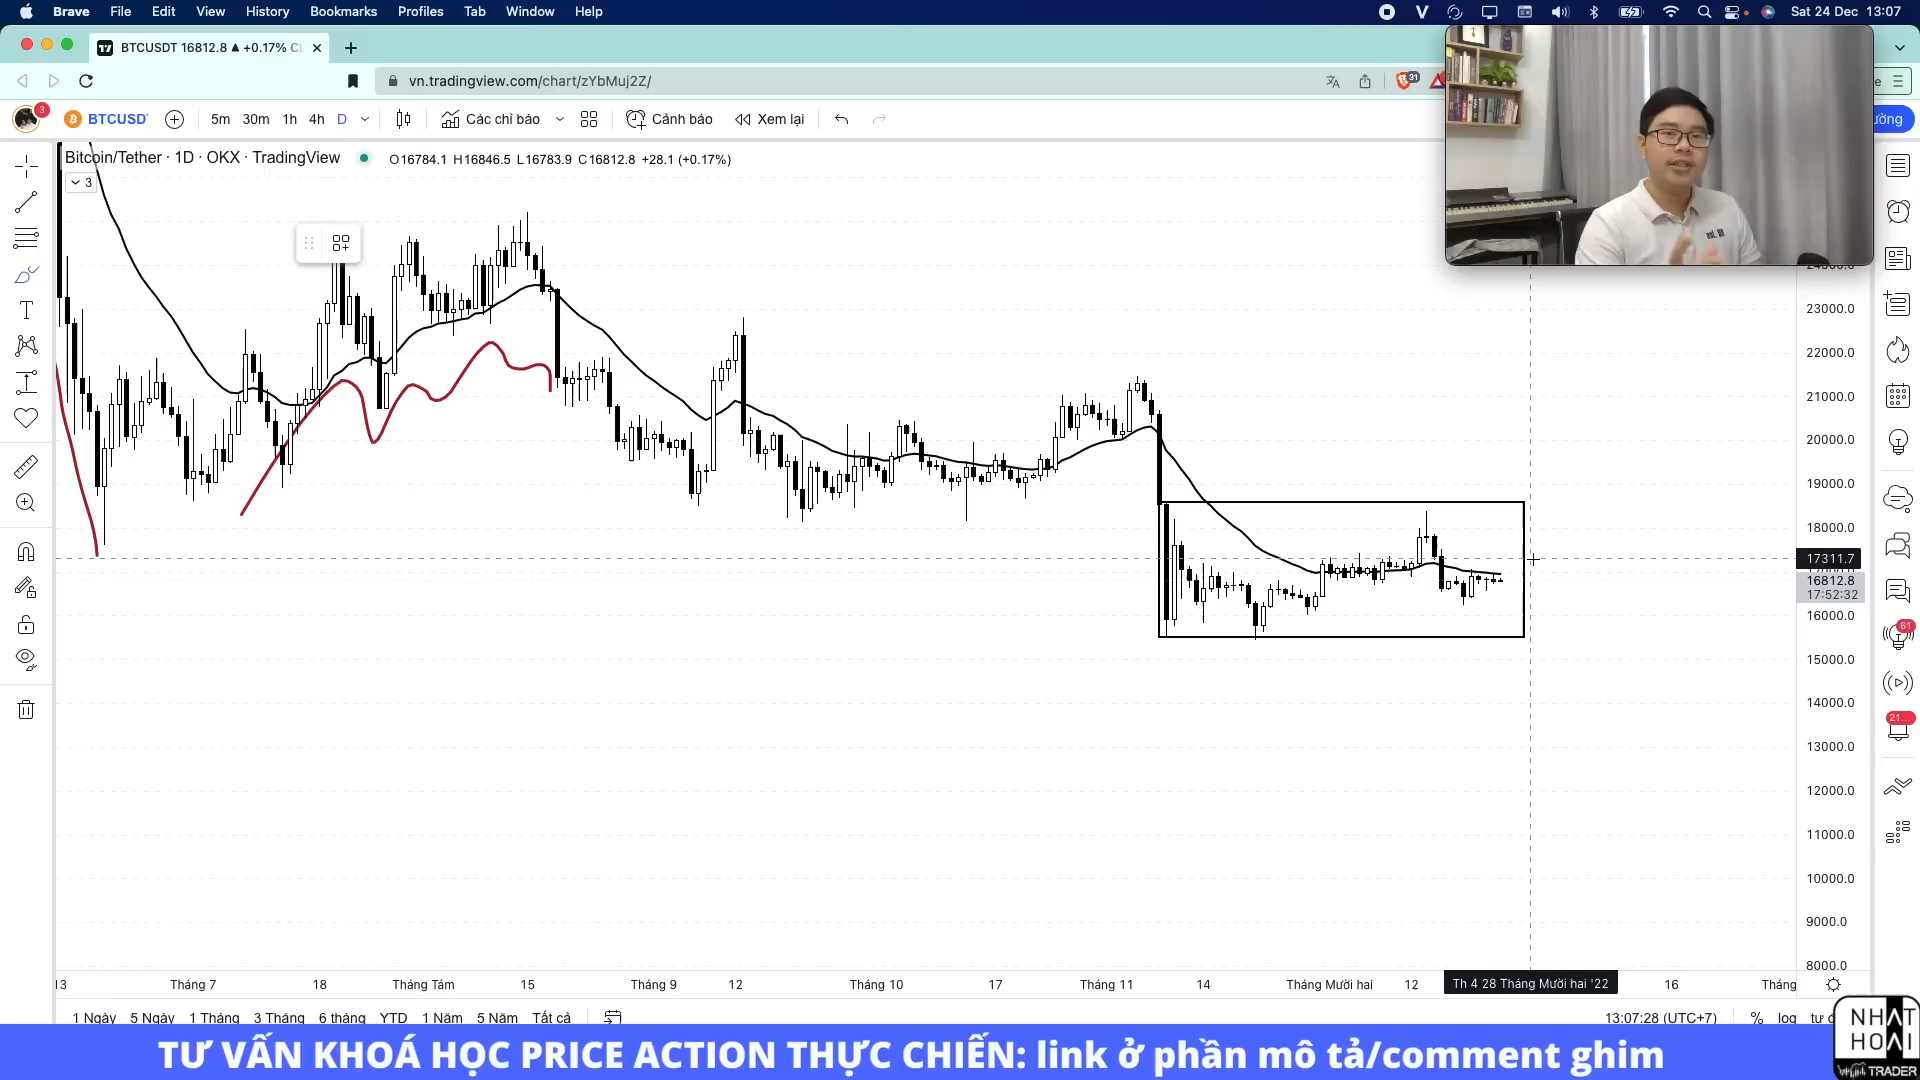 Brave File Edit View History Bookmarks Profiles Tab Window Help
Sat 24 Dec 13:07
BTCUSDT 16812.8 ▲ +0.17%
vn.tradingview.com/chart/zYbMuj2Z/
31
3
BTCUSD
5m 30m 1h 4h D
Các chỉ báo
Cảnh báo
Xem lại
Bitcoin/Tether · 1D · OKX · TradingView
O16784.1 H16846.5 L16783.9 C16812.8 +28.1 (+0.17%)
3
23000.0
22000.0
21000.0
20000.0
19000.0
18000.0
17311.7
16812.8
17:52:32
16000.0
15000.0
14000.0
13000.0
12000.0
11000.0
10000.0
9000.0
8000.0
61
21...
13 Tháng 7 18 Tháng Tám 15 Tháng 9 12 Tháng 10 17 Tháng 11 14 Tháng Mười hai 12 Th 4 28 Tháng Mười hai '22 16 Tháng
1 Ngày 5 Ngày 1 Tháng 3 Tháng 6 tháng YTD 1 Năm 5 Năm Tất cả
13:07:28 (UTC+7) % log
TƯ VẤN KHOÁ HỌC PRICE ACTION THỰC CHIẾN: link ở phần mô tả/comment ghim
NHẬT
HOÀI
TRADER